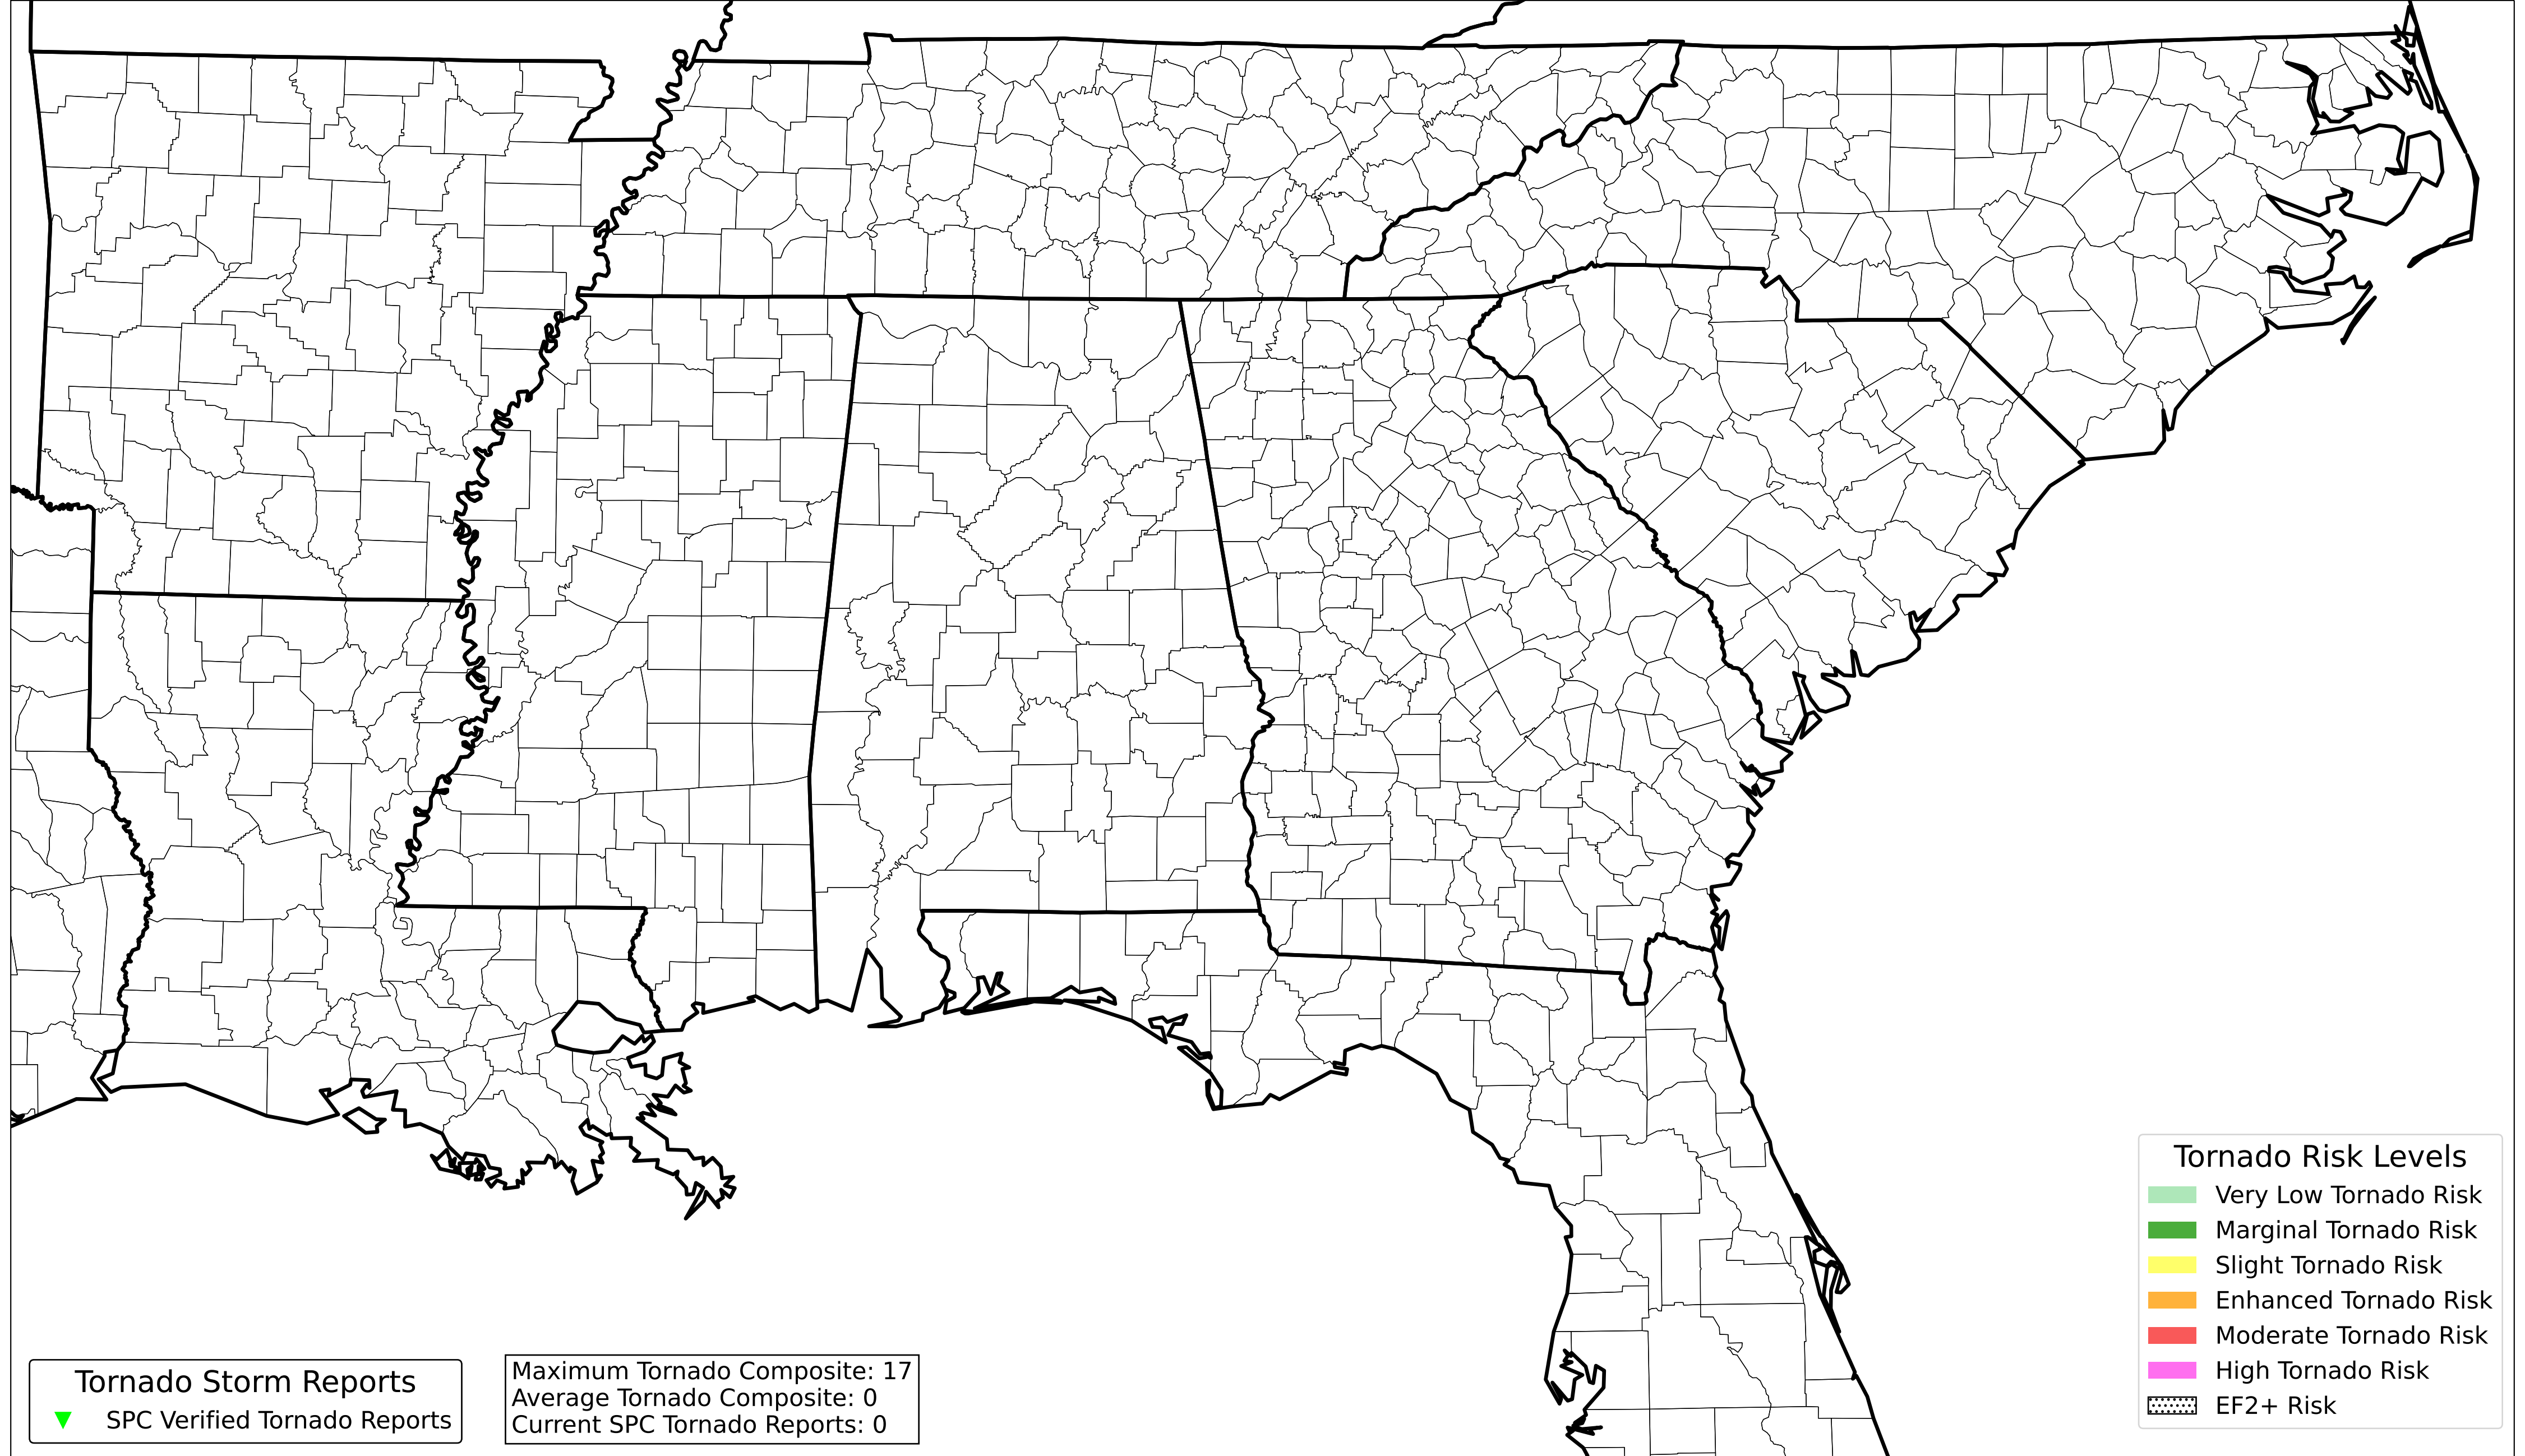 Tornado Storm Reports
SPC Verified Tornado Reports
Maximum Tornado Composite: 17
Average Tornado Composite: 0
Current SPC Tornado Reports: 0
Tornado Risk Levels
Very Low Tornado Risk
Marginal Tornado Risk
Slight Tornado Risk
Enhanced Tornado Risk
Moderate Tornado Risk
High Tornado Risk
EF2+ Risk